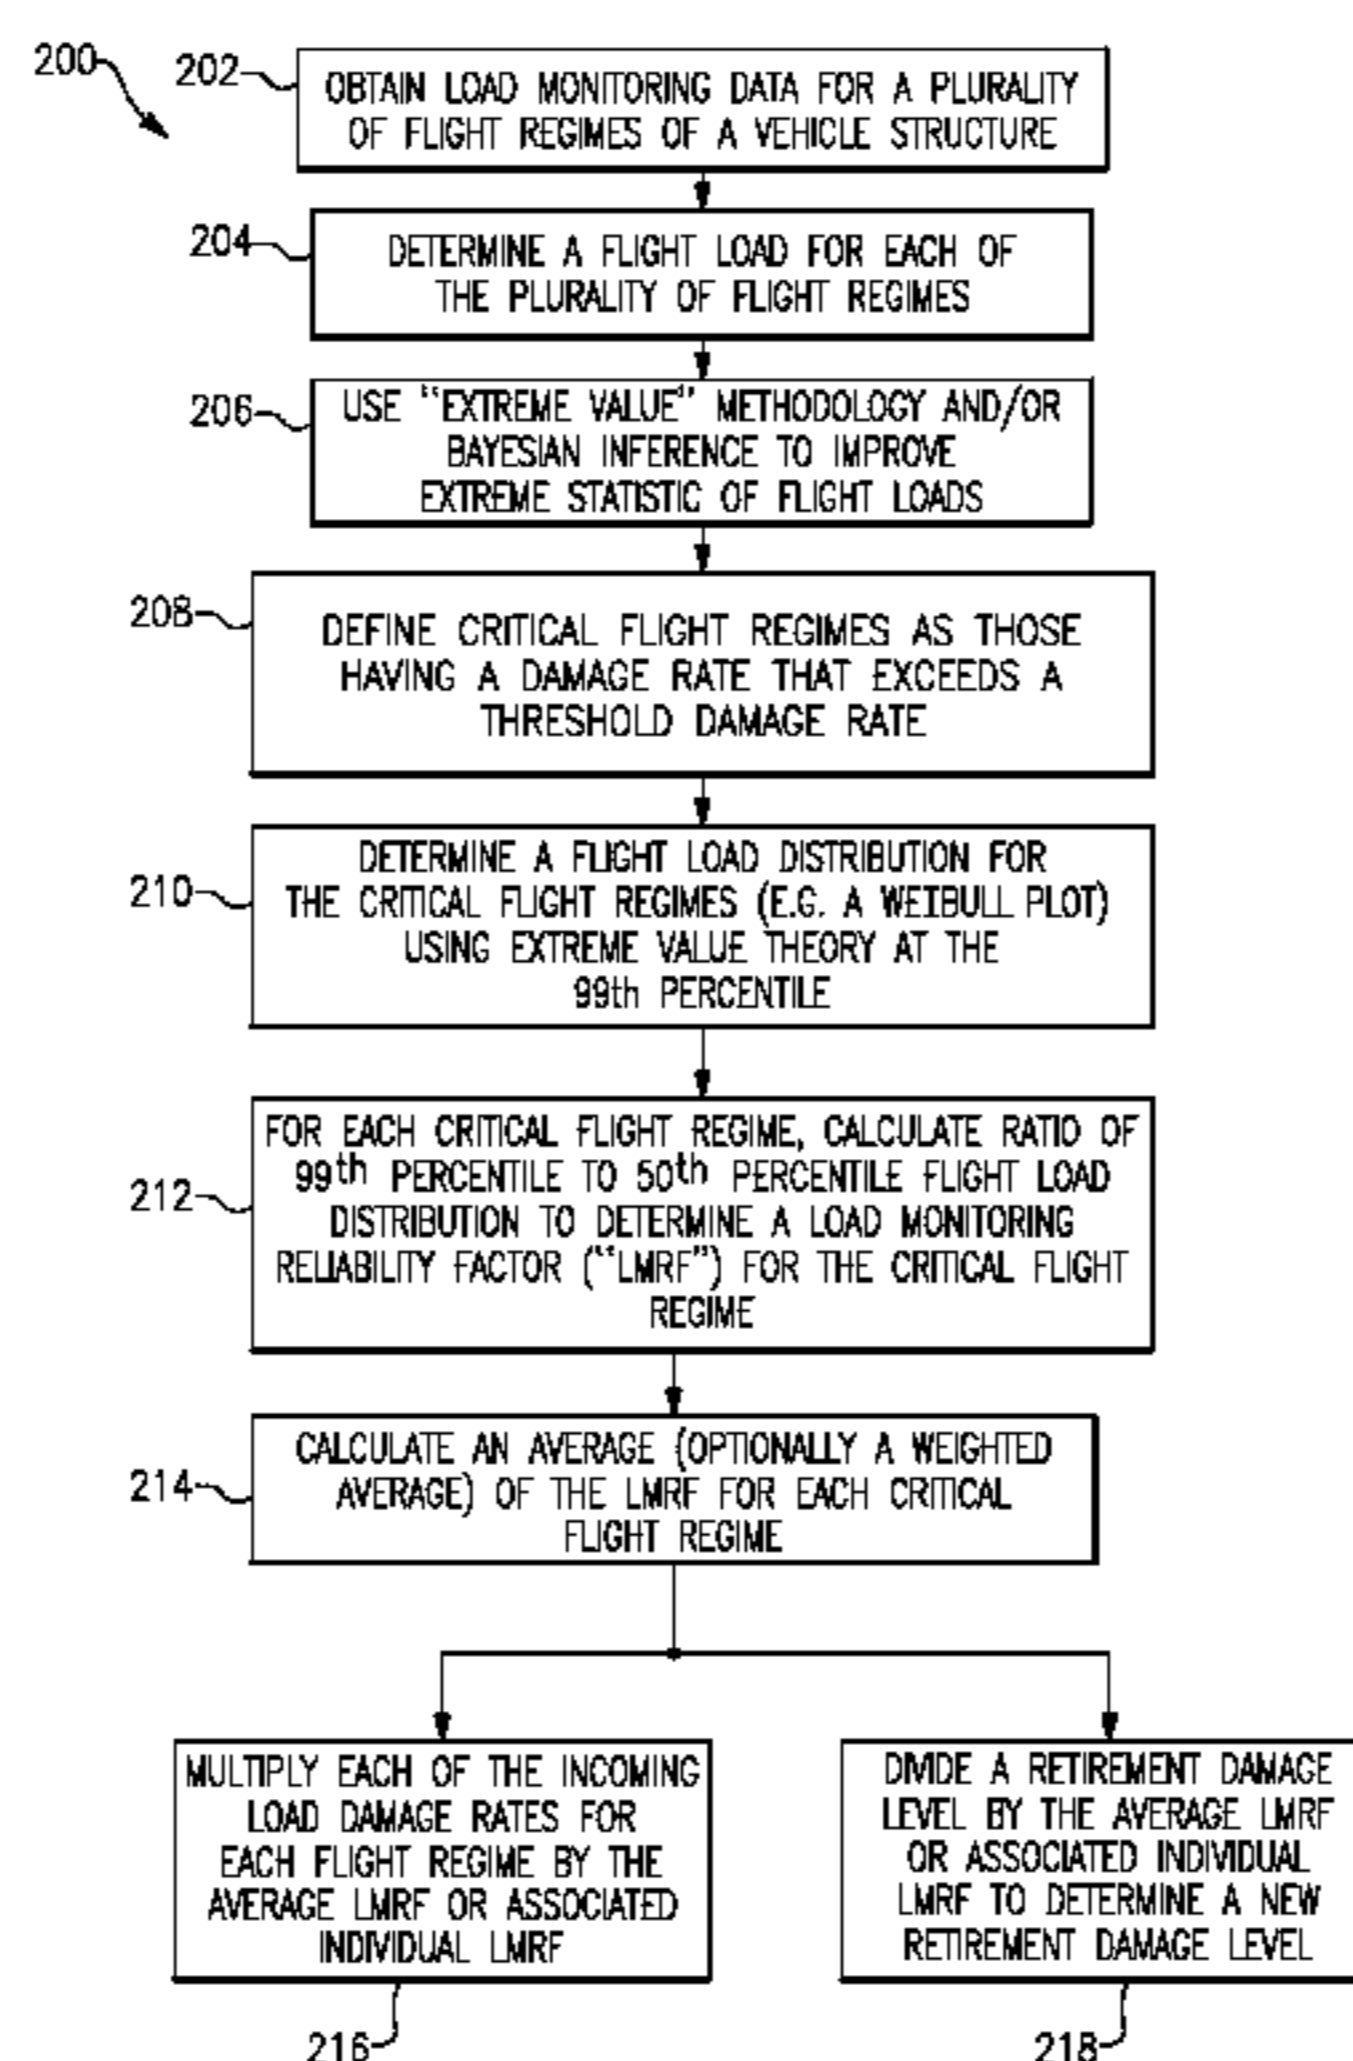 200
202
OBTAIN LOAD MONITORING DATA FOR A PLURALITY
OF FLIGHT REGIMES OF A VEHICLE STRUCTURE
204
DETERMINE A FLIGHT LOAD FOR EACH OF
THE PLURALITY OF FLIGHT REGIMES
206
USE "EXTREME VALUE" METHODOLOGY AND/OR
BAYESIAN INFERENCE TO IMPROVE
EXTREME STATISTIC OF FLIGHT LOADS
208
DEFINE CRITICAL FLIGHT REGIMES AS THOSE
HAVING A DAMAGE RATE THAT EXCEEDS A
THRESHOLD DAMAGE RATE
210
DETERMINE A FLIGHT LOAD DISTRIBUTION FOR
THE CRITICAL FLIGHT REGIMES (E.G. A WEIBULL PLOT)
USING EXTREME VALUE THEORY AT THE
99th PERCENTILE
212
FOR EACH CRITICAL FLIGHT REGIME, CALCULATE RATIO OF
99th PERCENTILE TO 50th PERCENTILE FLIGHT LOAD
DISTRIBUTION TO DETERMINE A LOAD MONITORING
RELIABILITY FACTOR ("LMRF") FOR THE CRITICAL FLIGHT
REGIME
214
CALCULATE AN AVERAGE (OPTIONALLY A WEIGHTED
AVERAGE) OF THE LMRF FOR EACH CRITICAL
FLIGHT REGIME
MULTIPLY EACH OF THE INCOMING
LOAD DAMAGE RATES FOR
EACH FLIGHT REGIME BY THE
AVERAGE LMRF OR ASSOCIATED
INDIVIDUAL LMRF
216
DIVIDE A RETIREMENT DAMAGE
LEVEL BY THE AVERAGE LMRF
OR ASSOCIATED INDIVIDUAL
LMRF TO DETERMINE A NEW
RETIREMENT DAMAGE LEVEL
218